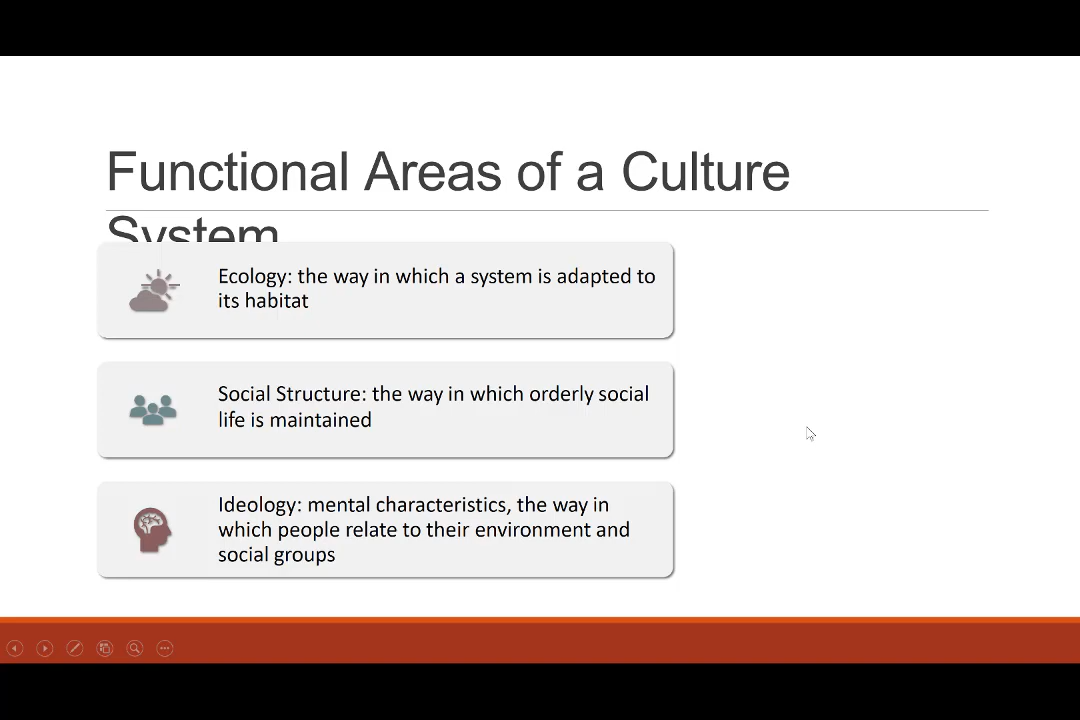 Functional Areas of a Culture
System
Ecology: the way in which a system is adapted to
its habitat
Social Structure: the way in which orderly social
life is maintained
Ideology: mental characteristics, the way in
which people relate to their environment and
social groups